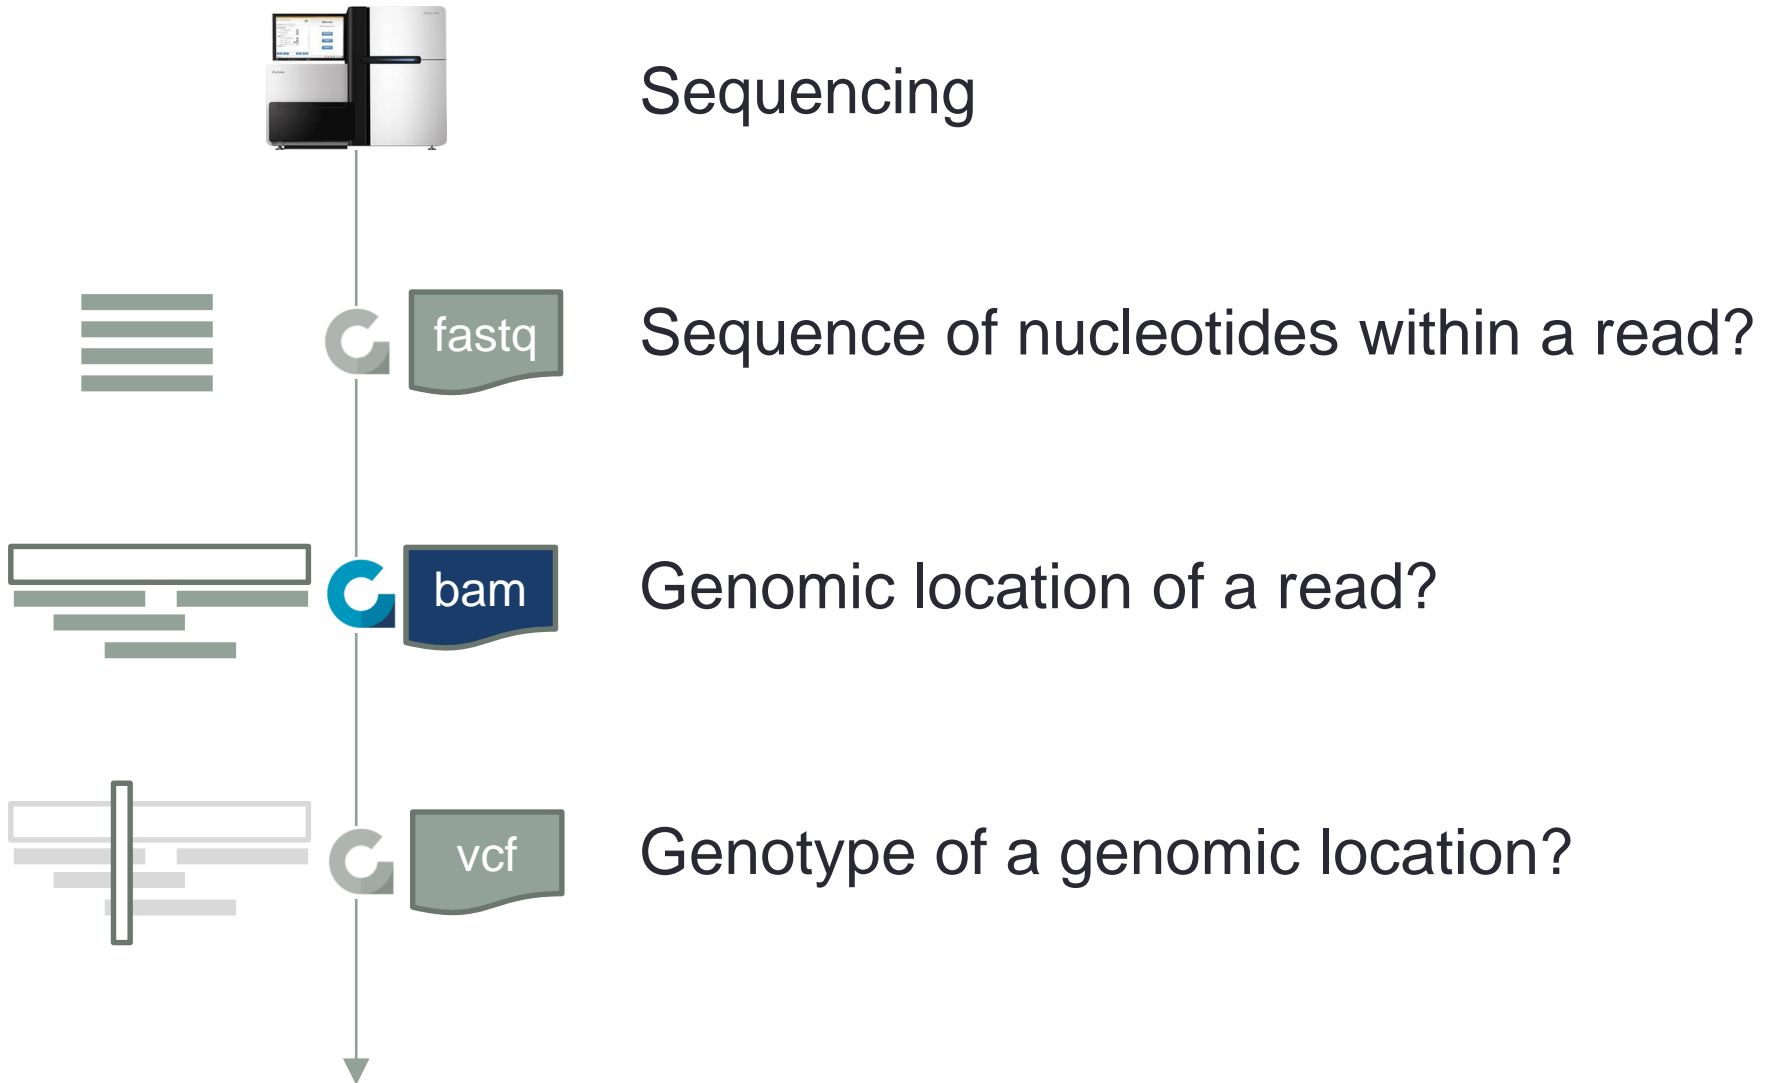 Sequencing
fastq
Sequence of nucleotides within a read?
bam
Genomic location of a read?
vcf
Genotype of a genomic location?